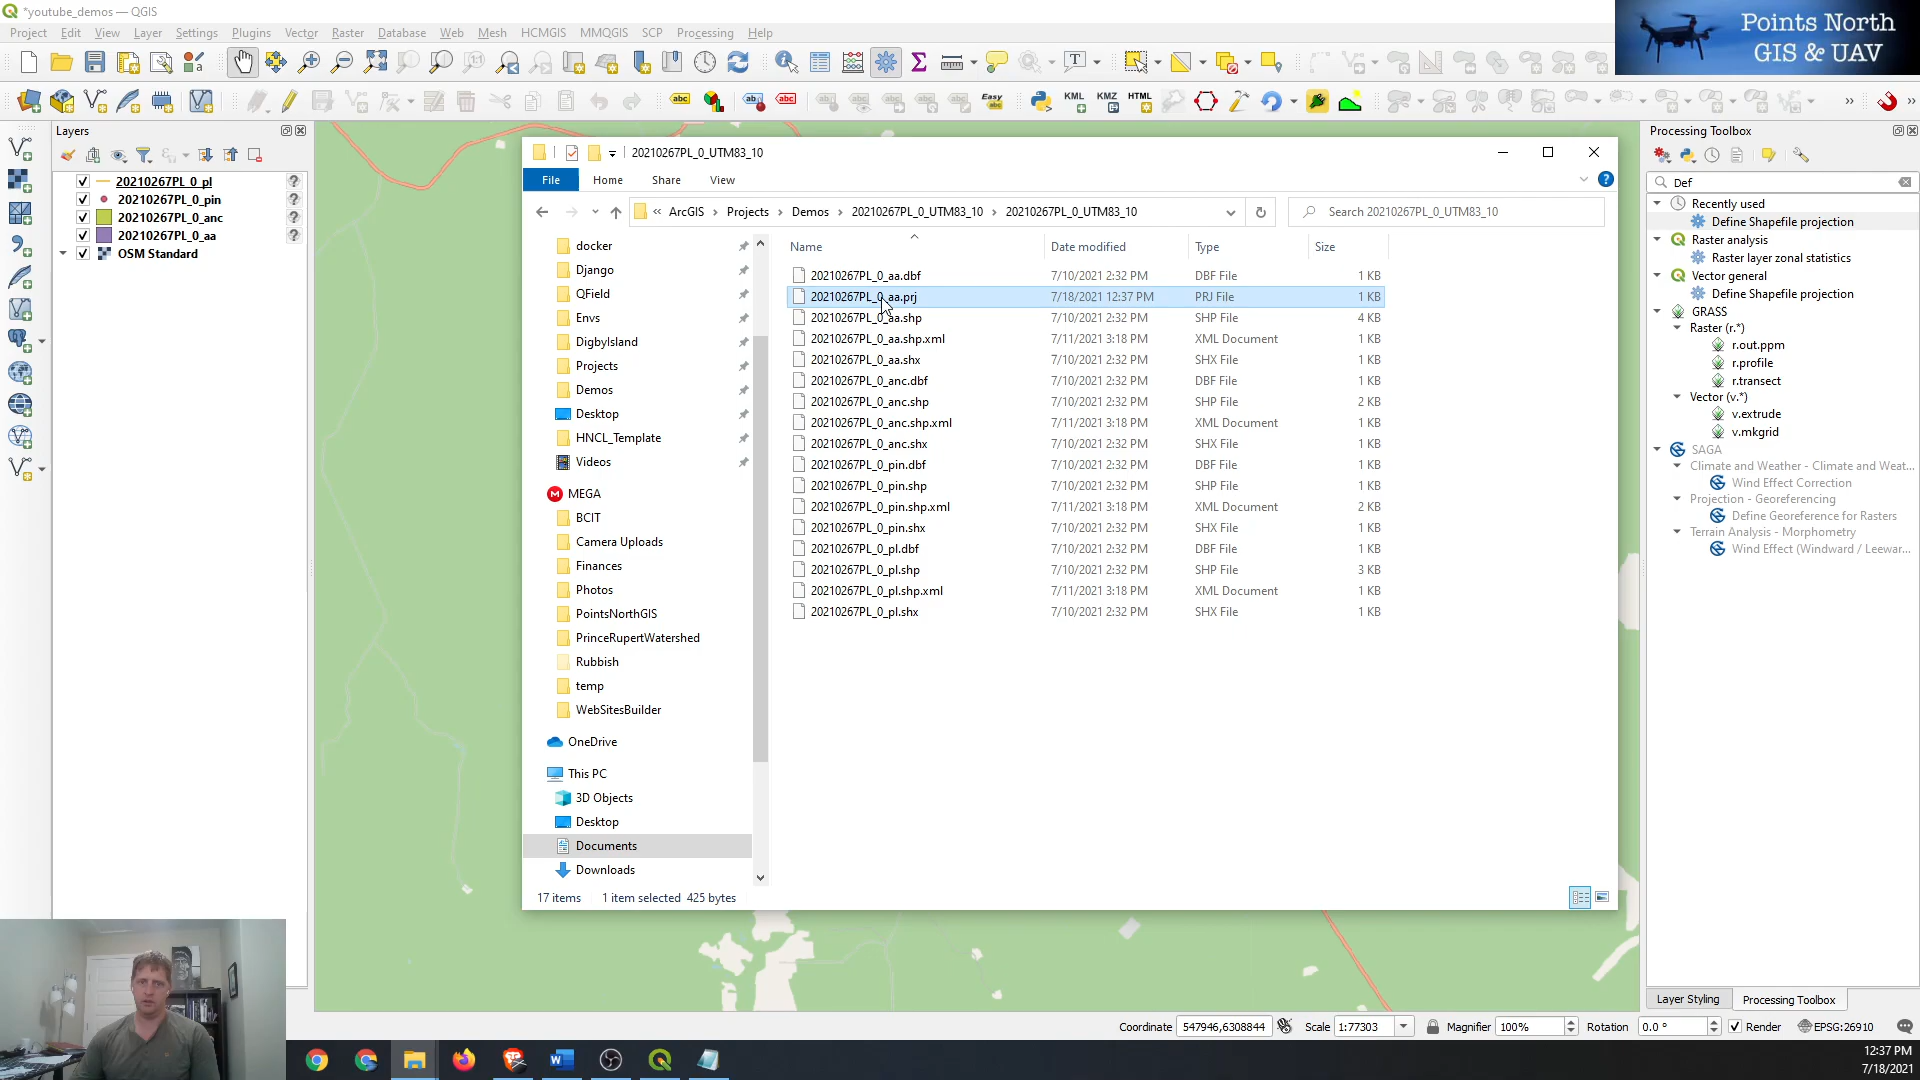 *youtube_demos — QGIS
Points North
GIS & UAV
Project Edit View Layer Settings Plugins Vector Raster Database Web Mesh HCMGIS MMQGIS SCP Processing Help
Layers
20210267PL_0_pl
20210267PL_0_pin
20210267PL_0_anc
20210267PL_0_aa
OSM Standard
20210267PL_0_UTM83_10
File Home Share View
« ArcGIS › Projects › Demos › 20210267PL_0_UTM83_10 › 20210267PL_0_UTM83_10
Search 20210267PL_0_UTM83_10
docker
Django
QField
Envs
DigbyIsland
Projects
Demos
Desktop
HNCL_Template
Videos
MEGA
BCIT
Camera Uploads
Finances
Photos
PointsNorthGIS
PrinceRupertWatershed
Rubbish
temp
WebSitesBuilder
OneDrive
This PC
3D Objects
Desktop
Documents
Downloads
Name Date modified Type Size
20210267PL_0_aa.dbf 7/10/2021 2:32 PM DBF File 1 KB
20210267PL_0_aa.prj 7/18/2021 12:37 PM PRJ File 1 KB
20210267PL_0_aa.shp 7/10/2021 2:32 PM SHP File 4 KB
20210267PL_0_aa.shp.xml 7/11/2021 3:18 PM XML Document 1 KB
20210267PL_0_aa.shx 7/10/2021 2:32 PM SHX File 1 KB
20210267PL_0_anc.dbf 7/10/2021 2:32 PM DBF File 1 KB
20210267PL_0_anc.shp 7/10/2021 2:32 PM SHP File 2 KB
20210267PL_0_anc.shp.xml 7/11/2021 3:18 PM XML Document 1 KB
20210267PL_0_anc.shx 7/10/2021 2:32 PM SHX File 1 KB
20210267PL_0_pin.dbf 7/10/2021 2:32 PM DBF File 1 KB
20210267PL_0_pin.shp 7/10/2021 2:32 PM SHP File 1 KB
20210267PL_0_pin.shp.xml 7/11/2021 3:18 PM XML Document 2 KB
20210267PL_0_pin.shx 7/10/2021 2:32 PM SHX File 1 KB
20210267PL_0_pl.dbf 7/10/2021 2:32 PM DBF File 1 KB
20210267PL_0_pl.shp 7/10/2021 2:32 PM SHP File 3 KB
20210267PL_0_pl.shp.xml 7/11/2021 3:18 PM XML Document 1 KB
20210267PL_0_pl.shx 7/10/2021 2:32 PM SHX File 1 KB
17 items 1 item selected 425 bytes
Processing Toolbox
Def
Recently used
Define Shapefile projection
Raster analysis
Raster layer zonal statistics
Vector general
Define Shapefile projection
GRASS
Raster (r.*)
r.out.ppm
r.profile
r.transect
Vector (v.*)
v.extrude
v.mkgrid
SAGA
Climate and Weather - Climate and Weat...
Wind Effect Correction
Projection - Georeferencing
Define Georeference for Rasters
Terrain Analysis - Morphometry
Wind Effect (Windward / Leewar...
Layer Styling Processing Toolbox
Coordinate 547946,6308844 Scale 1:77303 Magnifier 100% Rotation 0.0 ° Render EPSG:26910
12:37 PM
7/18/2021